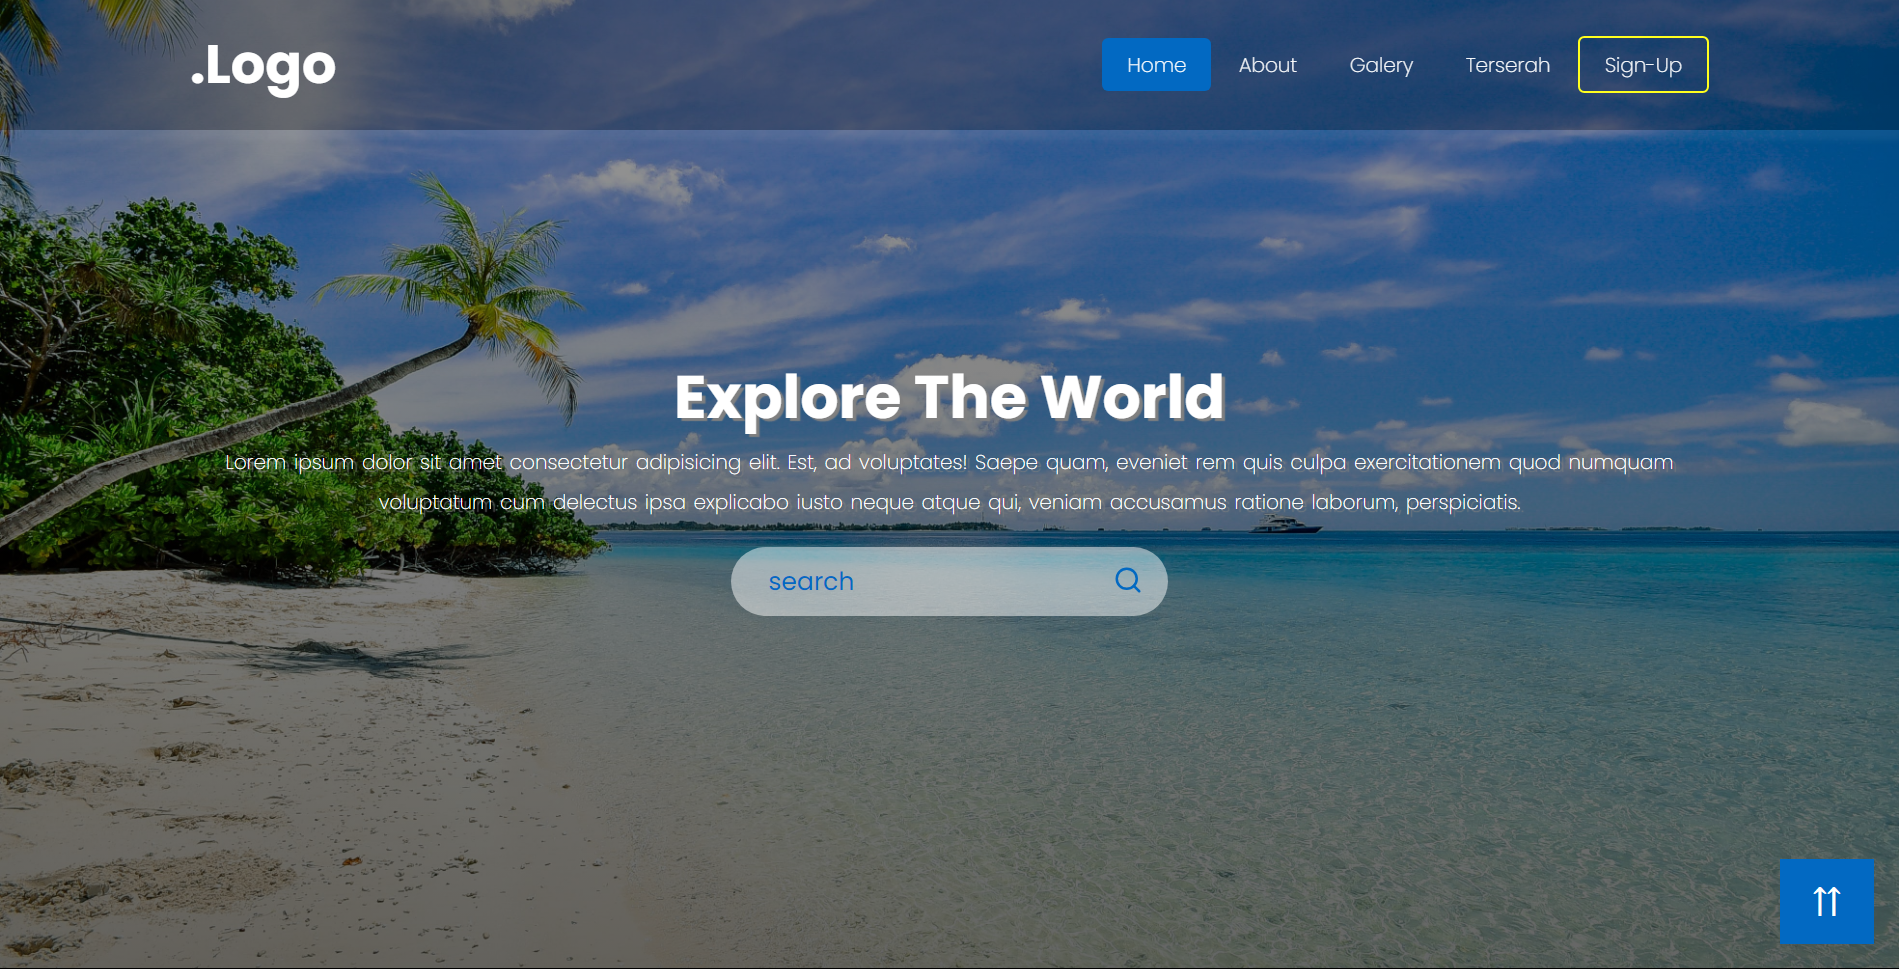 .Logo
Home
About
Galery
Terserah
Sign-Up
Explore The World
Lorem ipsum dolor sit amet consectetur adipisicing elit. Est, ad voluptates! Saepe quam, eveniet rem quis culpa exercitationem quod numquam
voluptatum cum delectus ipsa explicabo iusto neque atque qui, veniam accusamus ratione laborum, perspiciatis.
search